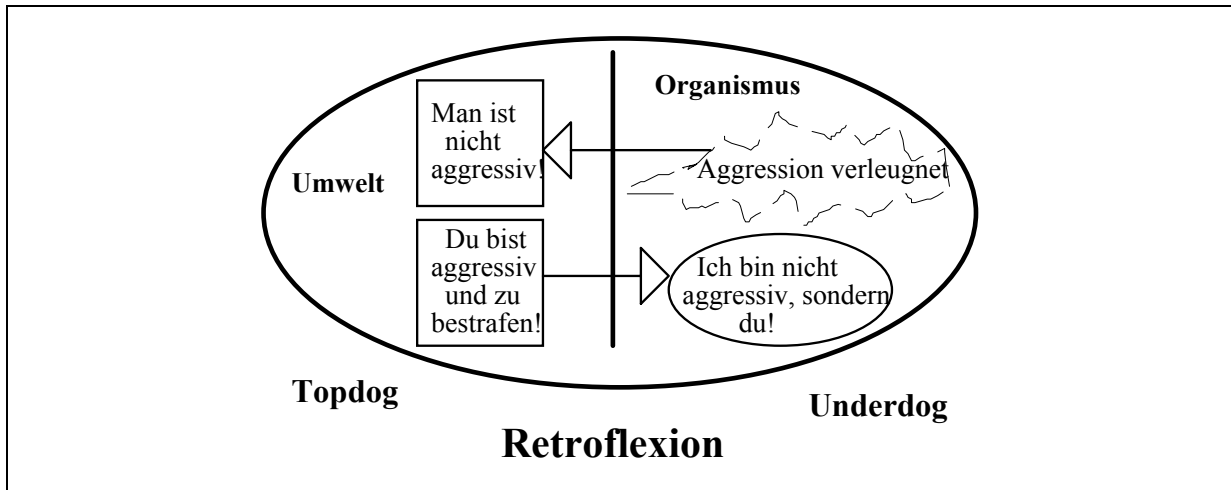 Organismus
Man ist
nicht
aggressiv!
Umwelt
Aggression verleugnet
Du bist
aggressiv
und zu
bestrafen!
Ich bin nicht
aggressiv, sondern
du!
Topdog
Underdog
Retroflexion